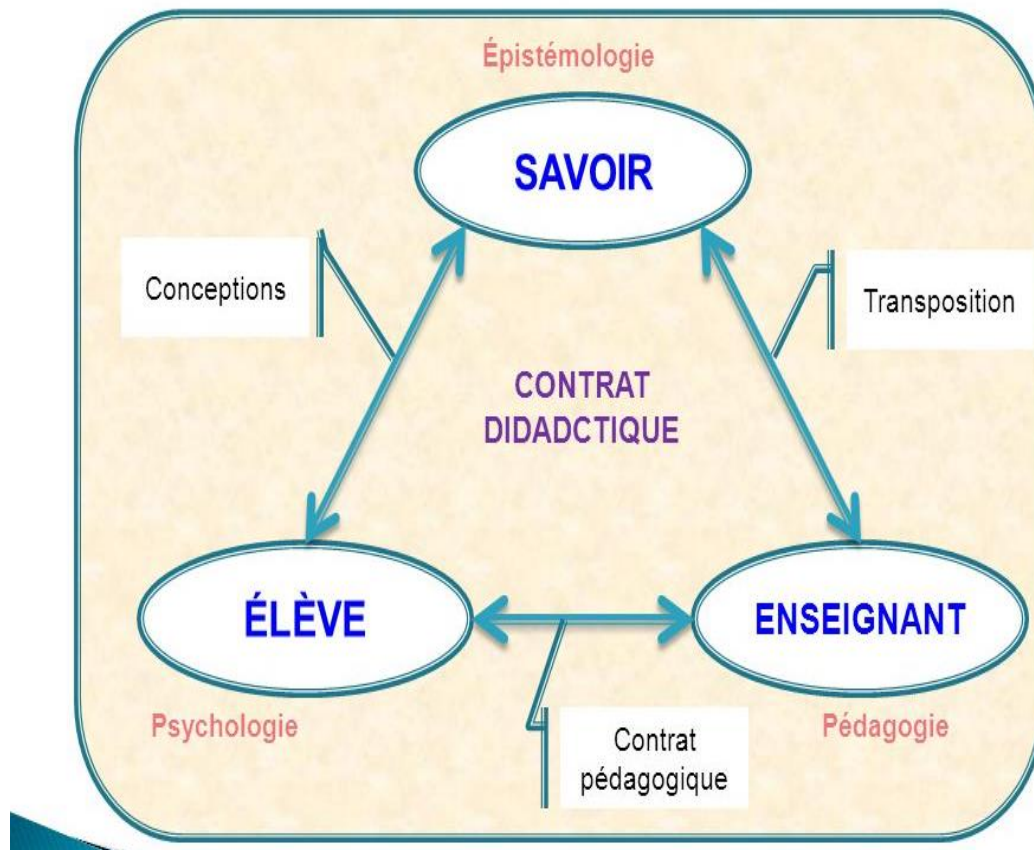 Épistémologie
SAVOIR
Conceptions
Transposition
CONTRAT
DIDADCTIQUE
ÉLÈVE
ENSEIGNANT
Psychologie
Pédagogie
Contrat
pédagogique